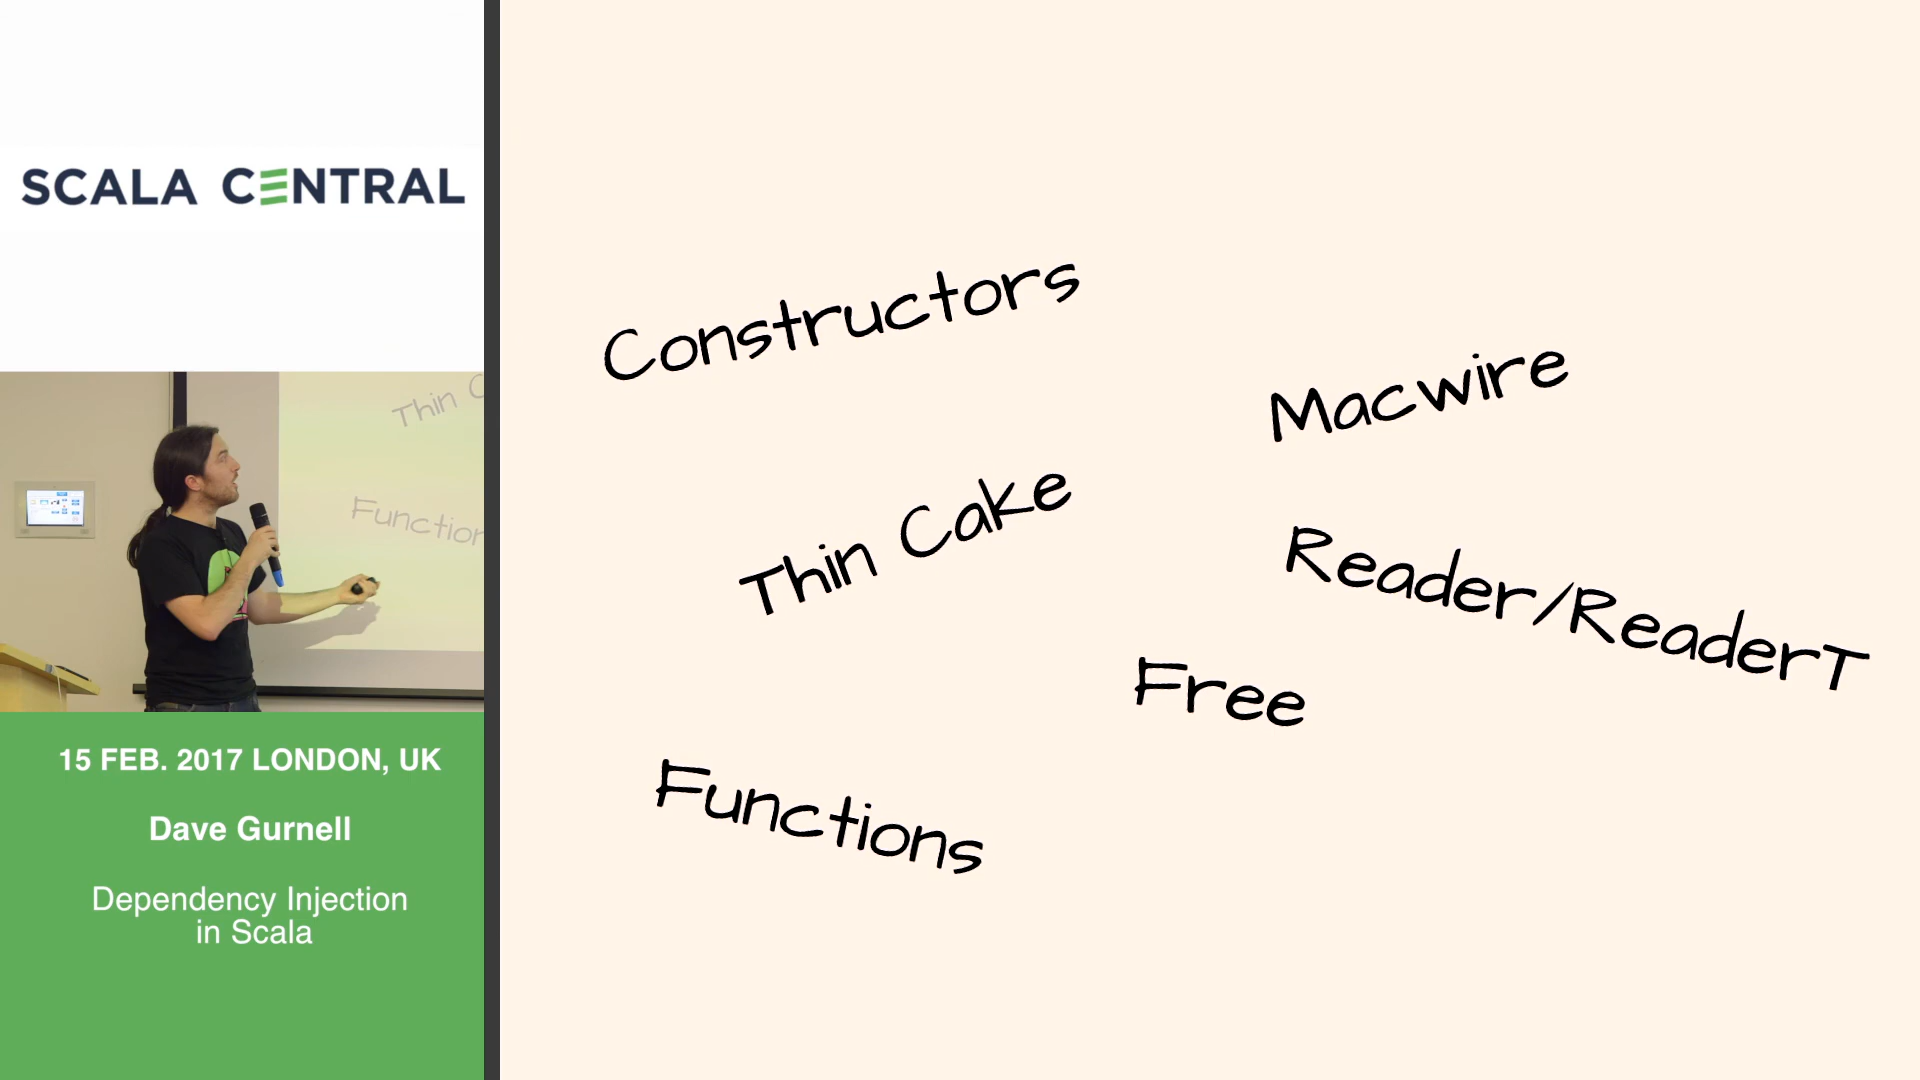 SCALA CENTRAL
Thin C
Function
15 FEB. 2017 LONDON, UK
Dave Gurnell
Dependency Injection
in Scala
Constructors
Macwire
Thin Cake
Reader/ReaderT
Free
Functions